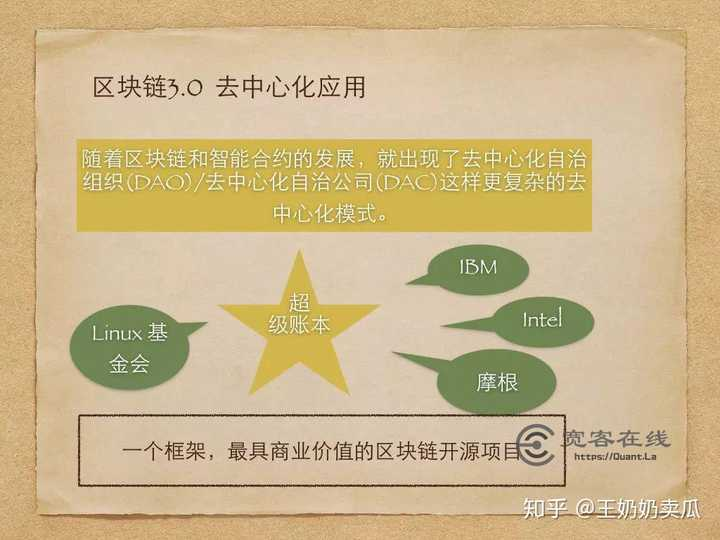 区块链3.0 去中心化应用
随着区块链和智能合约的发展，就出现了去中心化自治
组织(DAO)/去中心化自治公司(DAC)这样更复杂的去
中心化模式。
IBM
超
级账本
Intel
Linux 基
金会
摩根
一个框架，最具商业价值的区块链开源项目
宽客在线
https://Quant.La
知乎 @王奶奶卖瓜